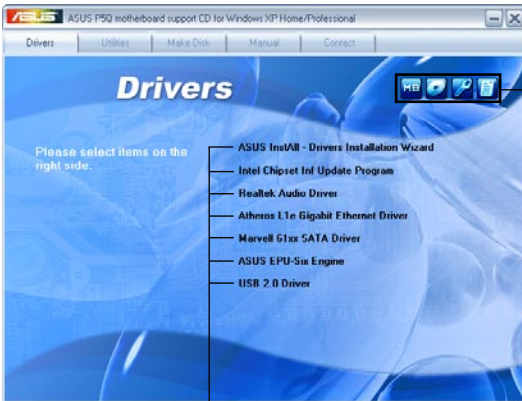 ASUS P5Q motherboard support CD for Windows XP Home/Professional
Drivers
Utilities
Make Disk
Manual
Contact
Drivers
MB
Please select items on the
right side.
ASUS InstAll - Drivers Installation Wizard
Intel Chipset Inf Update Program
Realtek Audio Driver
Atheros L1e Gigabit Ethernet Driver
Marvell 61xx SATA Driver
ASUS EPU-Six Engine
USB 2.0 Driver